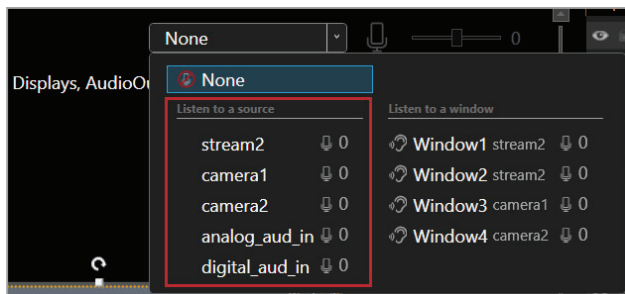 None
0
Displays, AudioOu
None
Listen to a source
stream2 0
camera1 0
camera2 0
analog_aud_in 0
digital_aud_in 0
Listen to a window
Window1 stream2 0
Window2 stream2 0
Window3 camera1 0
Window4 camera2 0